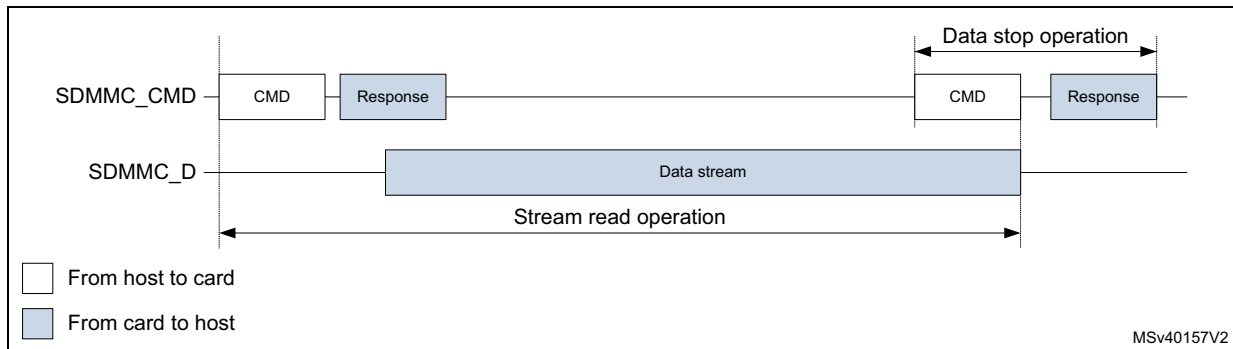 Data stop operation
SDMMC_CMD
CMD
Response
CMD
Response
SDMMC_D
Data stream
Stream read operation
From host to card
From card to host
MSv40157V2